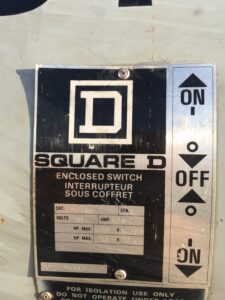 D
SQUARE D
ENCLOSED SWITCH
INTERRUPTEUR
SOUS COFFRET
CAT. SER.
VOLTS AMP.
HP. MAX.
HP. MAX.
ON
OFF
ON
FOR ISOLATION USE ONLY
DO NOT OPERATE